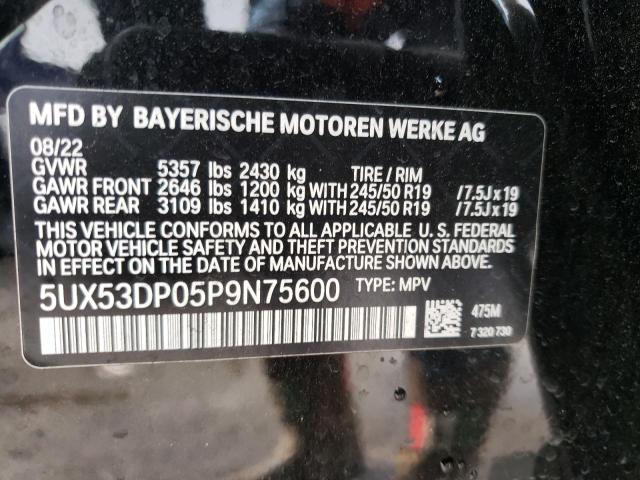 MFD BY BAYERISCHE MOTOREN WERKE AG
08/22
GVWR 5357 lbs 2430 kg TIRE / RIM
GAWR FRONT 2646 lbs 1200 kg WITH 245/50 R19 /7.5Jx19
GAWR REAR 3109 lbs 1410 kg WITH 245/50 R19 /7.5Jx19
THIS VEHICLE CONFORMS TO ALL APPLICABLE U. S. FEDERAL
MOTOR VEHICLE SAFETY AND THEFT PREVENTION STANDARDS
IN EFFECT ON THE DATE OF MANUFACTURE SHOWN ABOVE.
5UX53DP05P9N75600 TYPE: MPV
475M
7 320 730